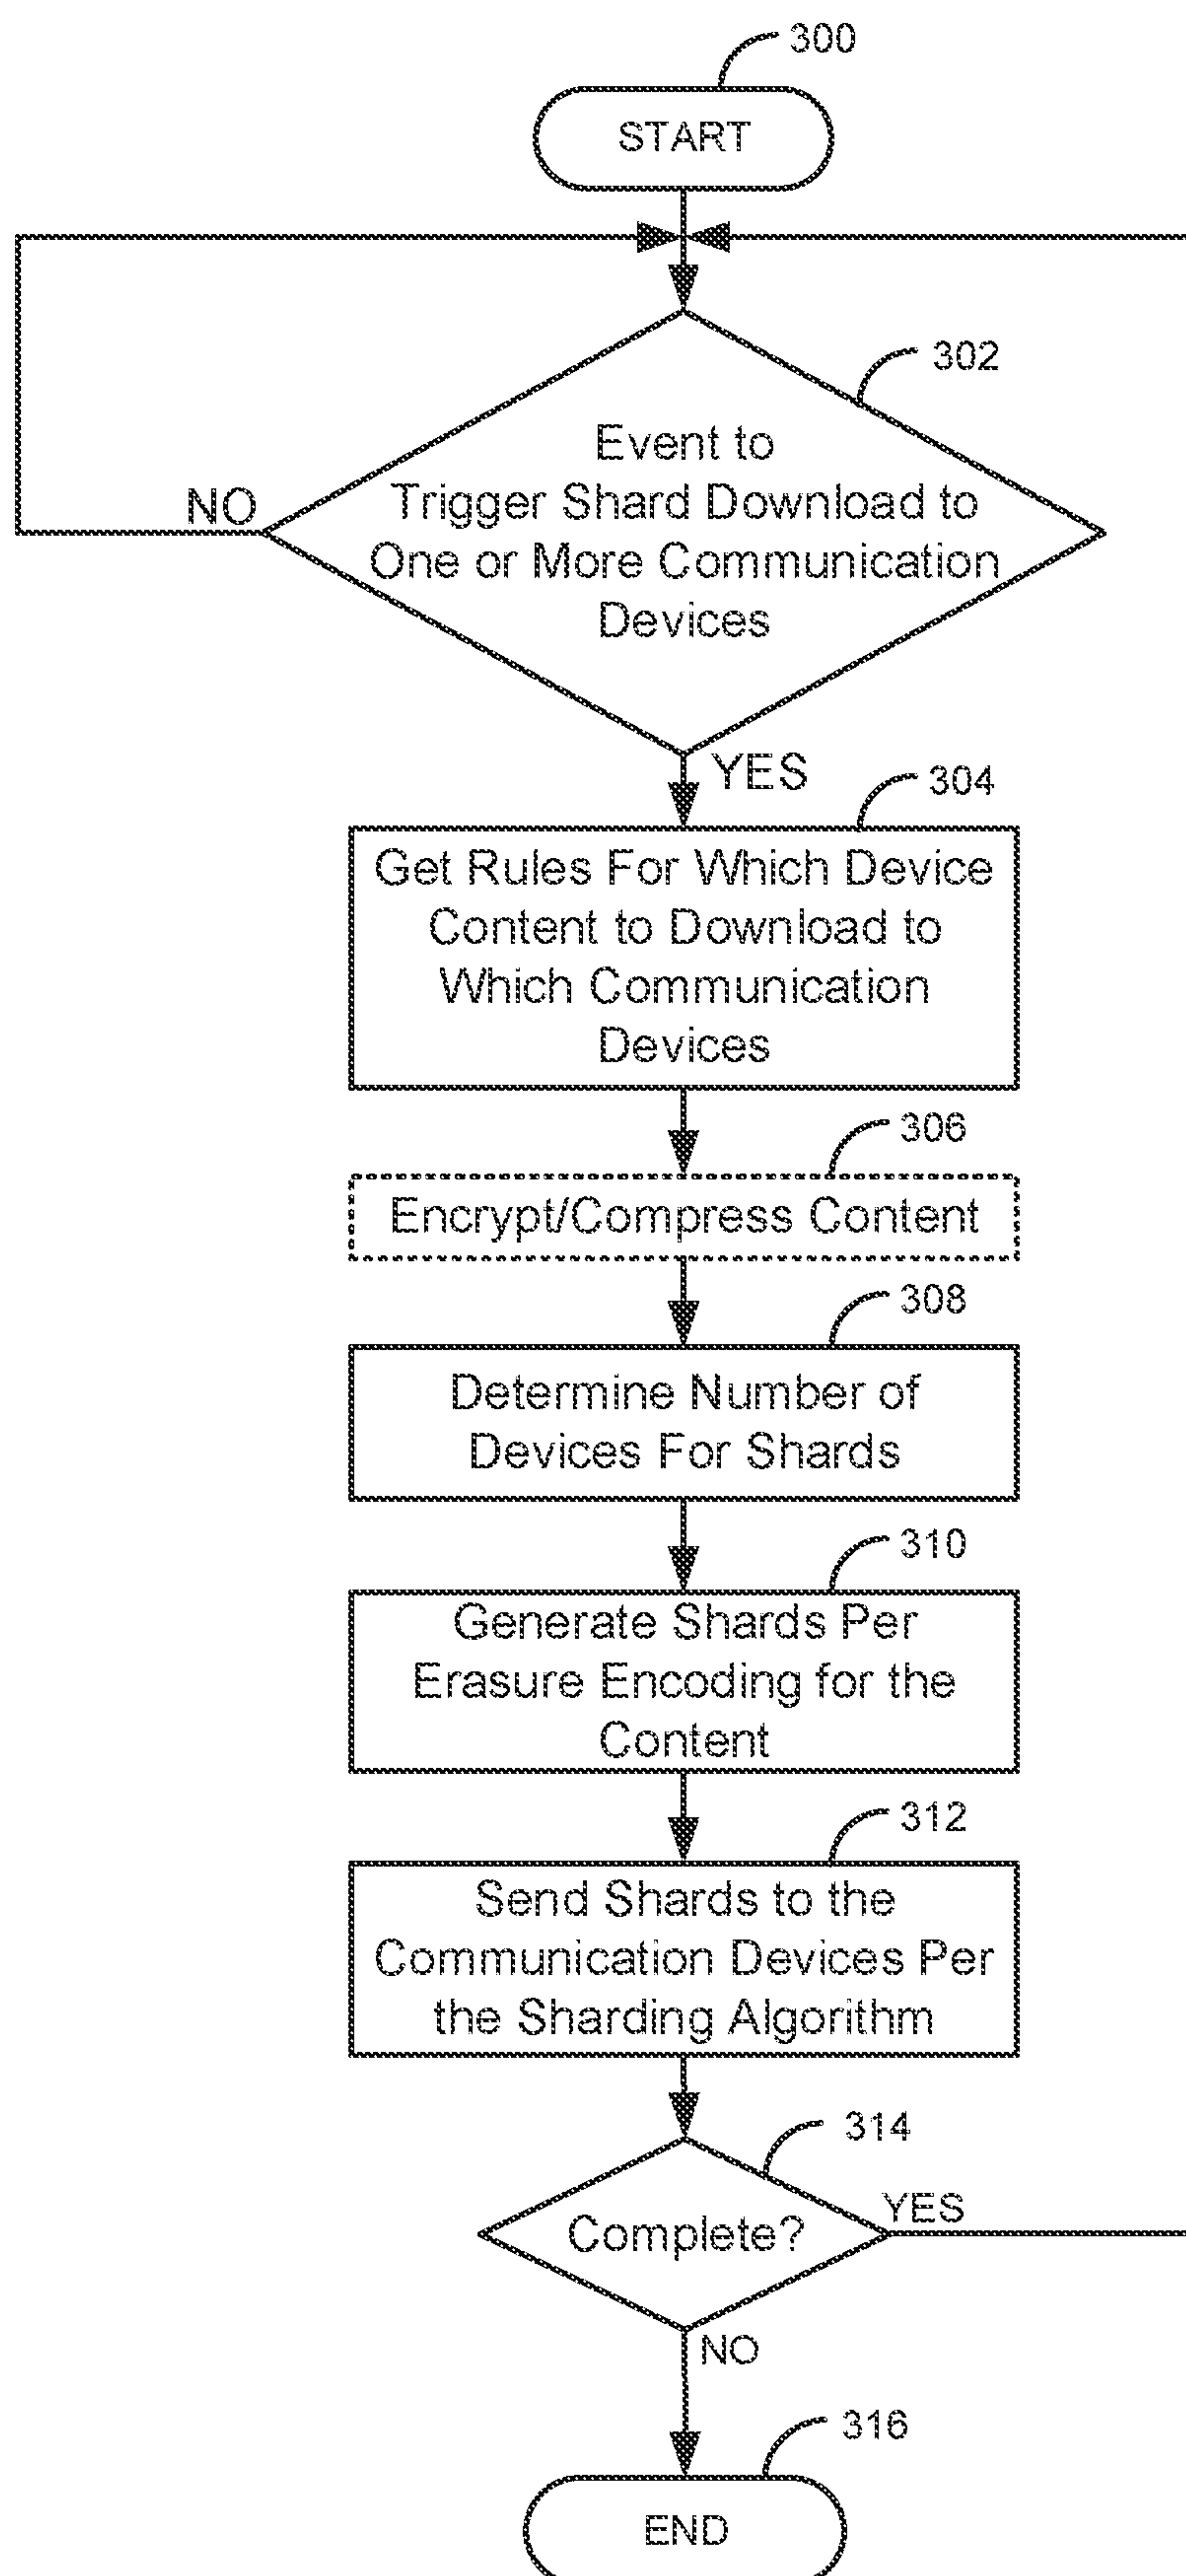 300
START
302
Event to
Trigger Shard Download to
One or More Communication
Devices
NO
YES
304
Get Rules For Which Device
Content to Download to
Which Communication
Devices
306
Encrypt/Compress Content
308
Determine Number of
Devices For Shards
310
Generate Shards Per
Erasure Encoding for the
Content
312
Send Shards to the
Communication Devices Per
the Sharding Algorithm
314
Complete?
YES
NO
316
END